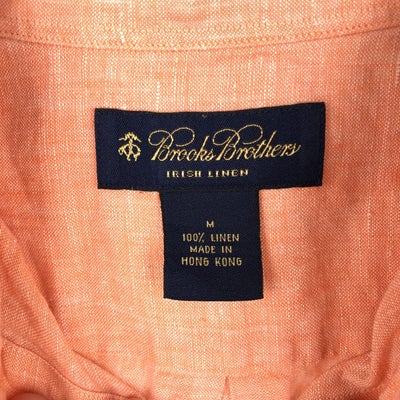 Brooks Brothers
IRISH LINEN
M
100% LINEN
MADE IN
HONG KONG